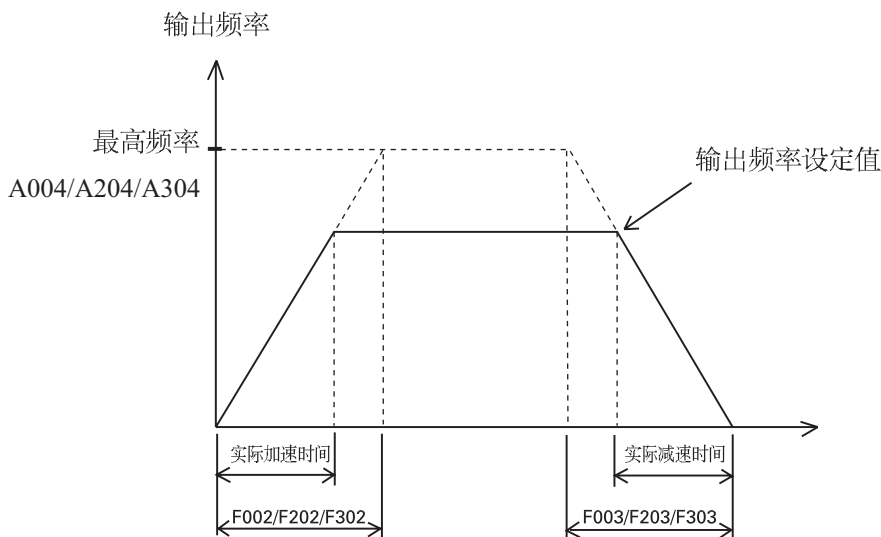 输出频率
最高频率
A004/A204/A304
输出频率设定值
实际加速时间
实际减速时间
F002/F202/F302
F003/F203/F303